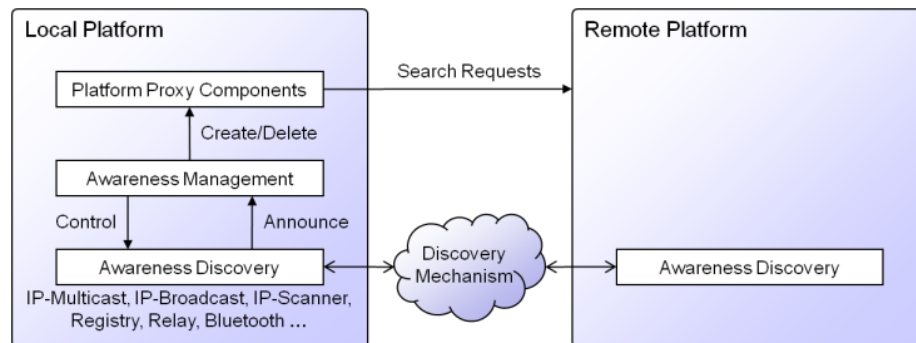 Local Platform
Platform Proxy Components
Create/Delete
Awareness Management
Control
Announce
Awareness Discovery
IP-Multicast, IP-Broadcast, IP-Scanner,
Registry, Relay, Bluetooth ...
Search Requests
Discovery
Mechanism
Remote Platform
Awareness Discovery